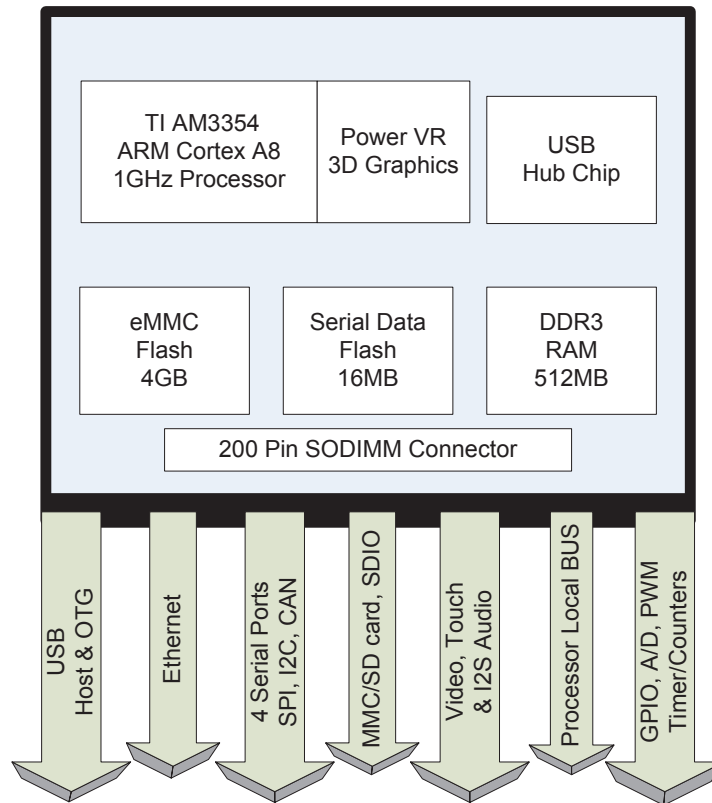 TI AM3354
ARM Cortex A8
1GHz Processor
Power VR
3D Graphics
USB
Hub Chip
eMMC
Flash
4GB
Serial Data
Flash
16MB
DDR3
RAM
512MB
200 Pin SODIMM Connector
USB
Host & OTG
Ethernet
4 Serial Ports
SPI, I2C, CAN
MMC/SD card, SDIO
Video, Touch
& I2S Audio
Processor Local BUS
GPIO, A/D, PWM
Timer/Counters